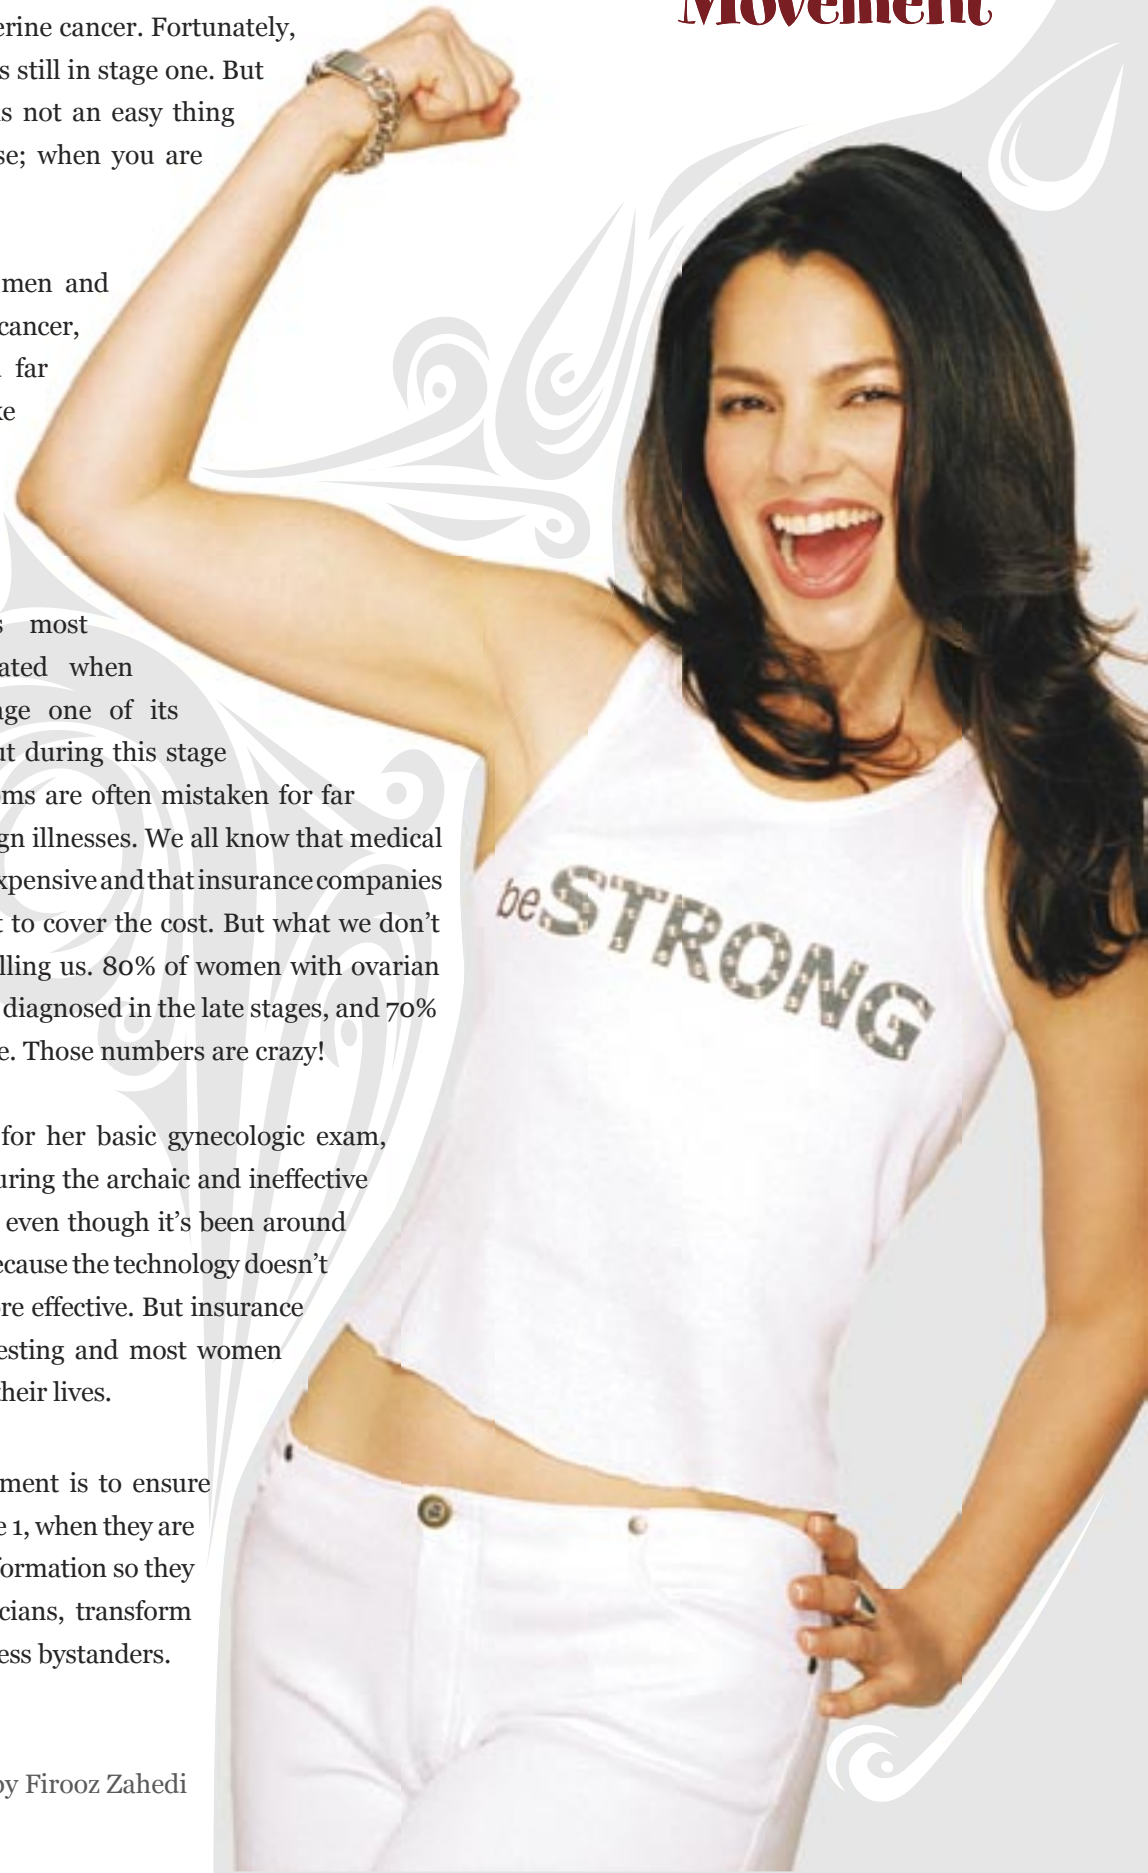 Movement
erine cancer. Fortunately,
s still in stage one. But
s not an easy thing
se; when you are
men and
cancer,
far
ke
s most
ated when
age one of its
ut during this stage
oms are often mistaken for far
gn illnesses. We all know that medical
xpensive and that insurance companies
t to cover the cost. But what we don’t
lling us. 80% of women with ovarian
diagnosed in the late stages, and 70%
e. Those numbers are crazy!
for her basic gynecologic exam,
uring the archaic and ineffective
even though it’s been around
ecause the technology doesn’t
re effective. But insurance
esting and most women
their lives.
ment is to ensure
e 1, when they are
formation so they
cians, transform
ess bystanders.
by Firooz Zahedi
beSTRONG